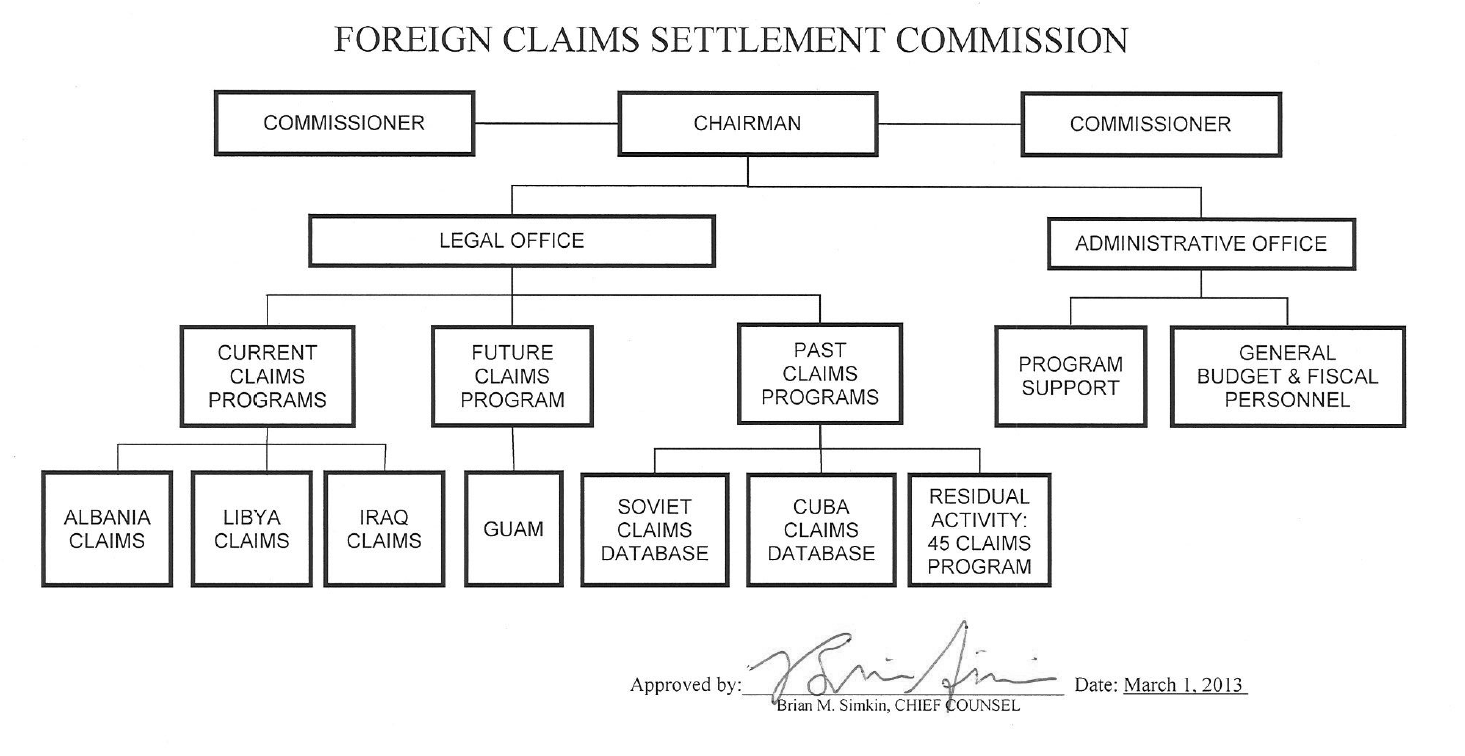 FOREIGN CLAIMS SETTLEMENT COMMISSION
COMMISSIONER
CHAIRMAN
COMMISSIONER
LEGAL OFFICE
ADMINISTRATIVE OFFICE
CURRENT
CLAIMS
PROGRAMS
FUTURE
CLAIMS
PROGRAM
PAST
CLAIMS
PROGRAMS
PROGRAM
SUPPORT
GENERAL
BUDGET & FISCAL
PERSONNEL
ALBANIA
CLAIMS
LIBYA
CLAIMS
IRAQ
CLAIMS
GUAM
SOVIET
CLAIMS
DATABASE
CUBA
CLAIMS
DATABASE
RESIDUAL
ACTIVITY:
45 CLAIMS
PROGRAM
Approved by:
Brian M. Simkin, CHIEF COUNSEL
Date: March 1, 2013